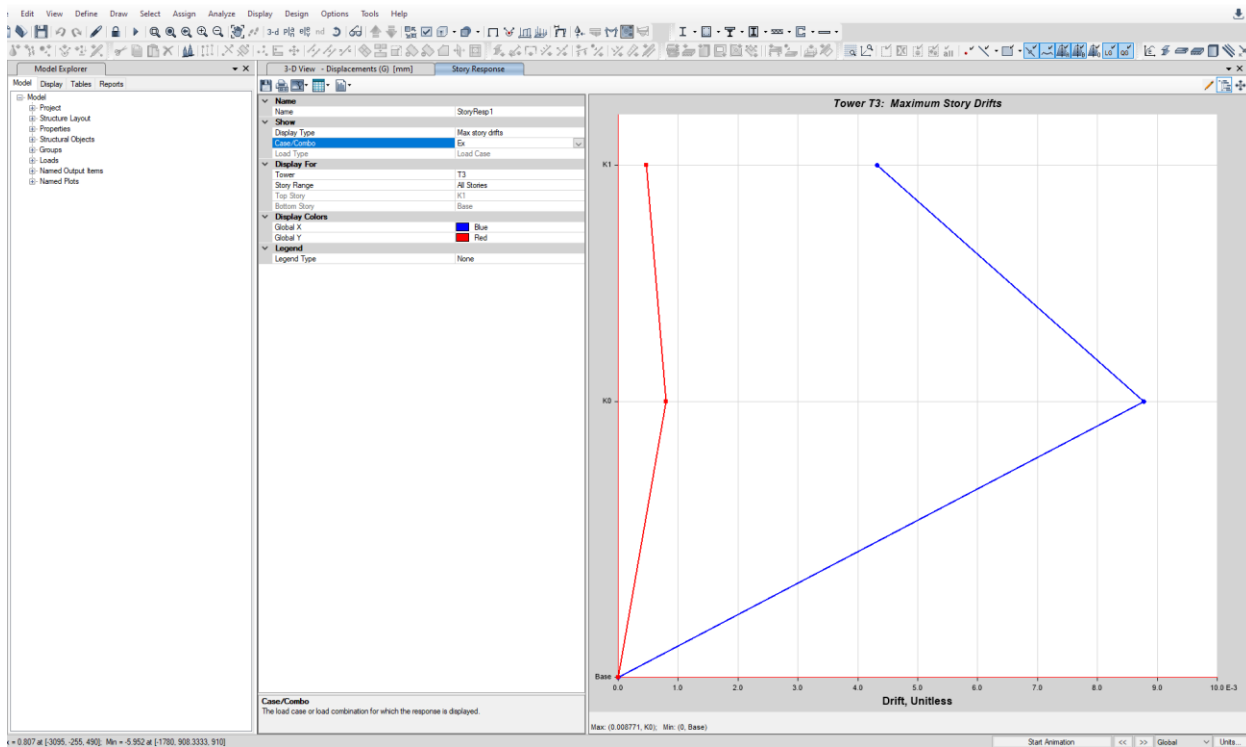 Edit View Define Draw Select Assign Analyze Display Design Options Tools Help
3-d
nd
all
Model Explorer
3-D View - Displacements (G) [mm] Story Response
Model Display Tables Reports
Model
Project
Structure Layout
Properties
Structural Objects
Groups
Loads
Named Output Items
Named Plots
Name
Name StoryResp1
Show
Display Type Max story drifts
Case/Combo Ex
Load Type Load Case
Display For
Tower T3
Story Range All Stories
Top Story K1
Bottom Story Base
Display Colors
Global X Blue
Global Y Red
Legend
Legend Type None
Case/Combo
The load case or load combination for which the response is displayed.
Tower T3: Maximum Story Drifts
K1
K0
Base
0.0 1.0 2.0 3.0 4.0 5.0 6.0 7.0 8.0 9.0 10.0 E-3
Drift, Unitless
Max: (0.008771, K0); Min: (0, Base)
x = 0.807 at [-3095, -255, 490]; Min = -5.952 at [-1780, 908.3333, 910]
Start Animation << >> Global Units...